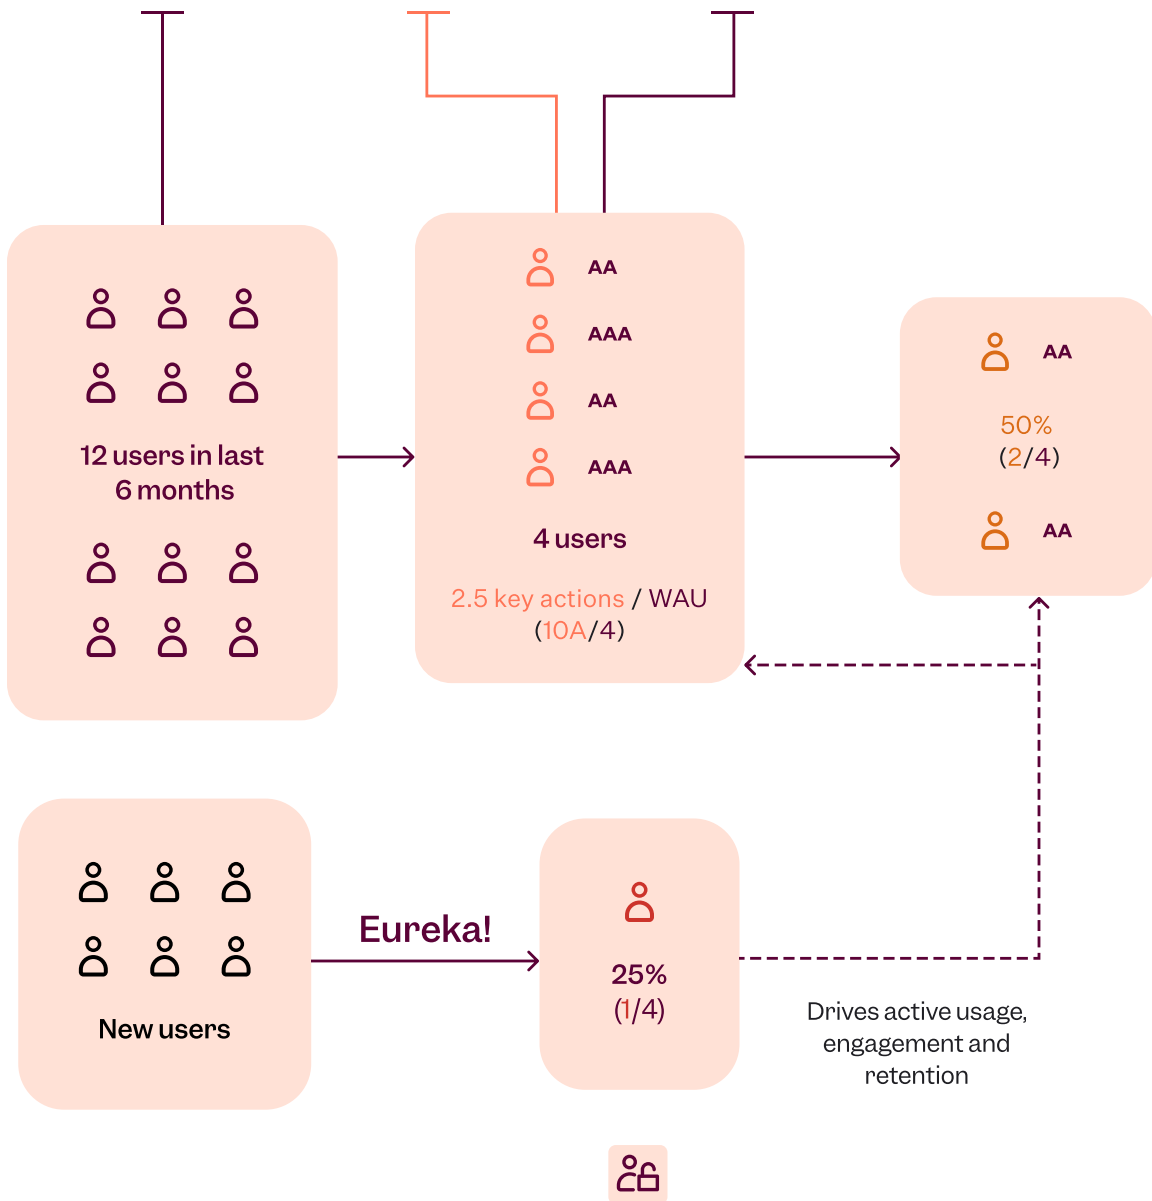 12 users in last
6 months
AA
AAA
AA
AAA
4 users
2.5 key actions / WAU
(10A/4)
AA
50%
(2/4)
AA
New users
Eureka!
25%
(1/4)
Drives active usage,
engagement and
retention